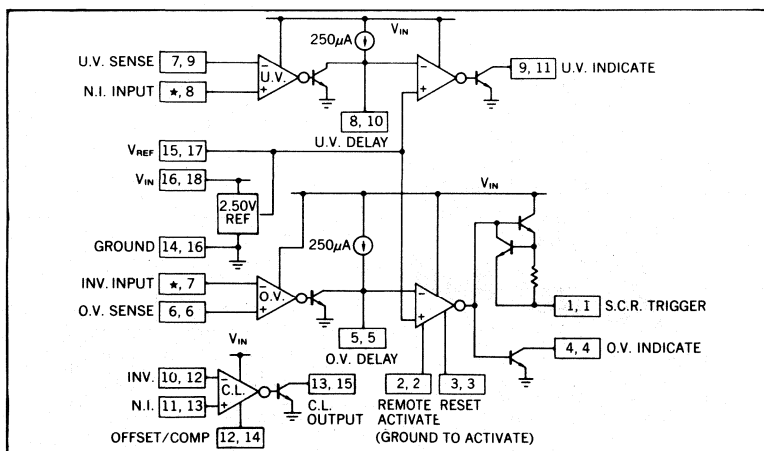 V_IN
250μA
U.V. SENSE 7, 9
N.I. INPUT ★, 8
− U.V. +
− +
9, 11 U.V. INDICATE
8, 10
U.V. DELAY
V_REF 15, 17
V_IN 16, 18
2.50V
REF
GROUND 14, 16
V_IN
250μA
INV. INPUT ★, 7
O.V. SENSE 6, 6
− O.V. +
− +
5, 5
O.V. DELAY
1, 1 S.C.R. TRIGGER
4, 4 O.V. INDICATE
2, 2 3, 3
REMOTE RESET
ACTIVATE
(GROUND TO ACTIVATE)
V_IN
INV. 10, 12
N.I. 11, 13
− C.L. +
13, 15
C.L.
OUTPUT
OFFSET/COMP 12, 14